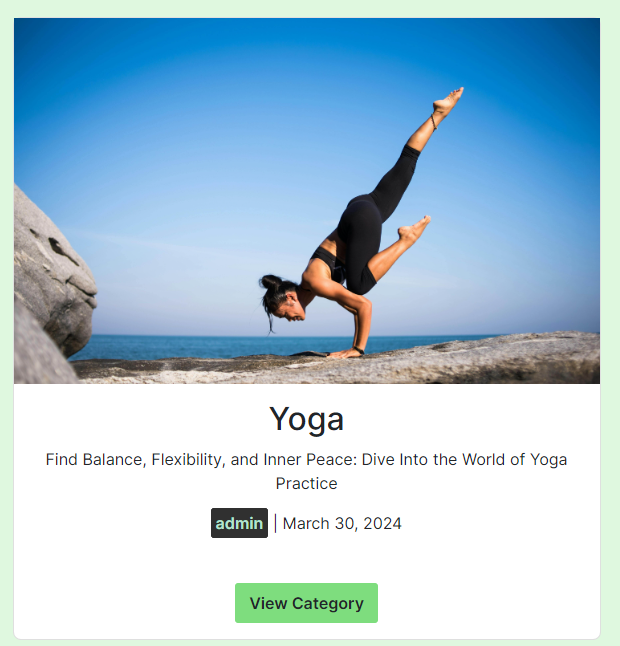 Yoga
Find Balance, Flexibility, and Inner Peace: Dive Into the World of Yoga
Practice
admin | March 30, 2024
View Category